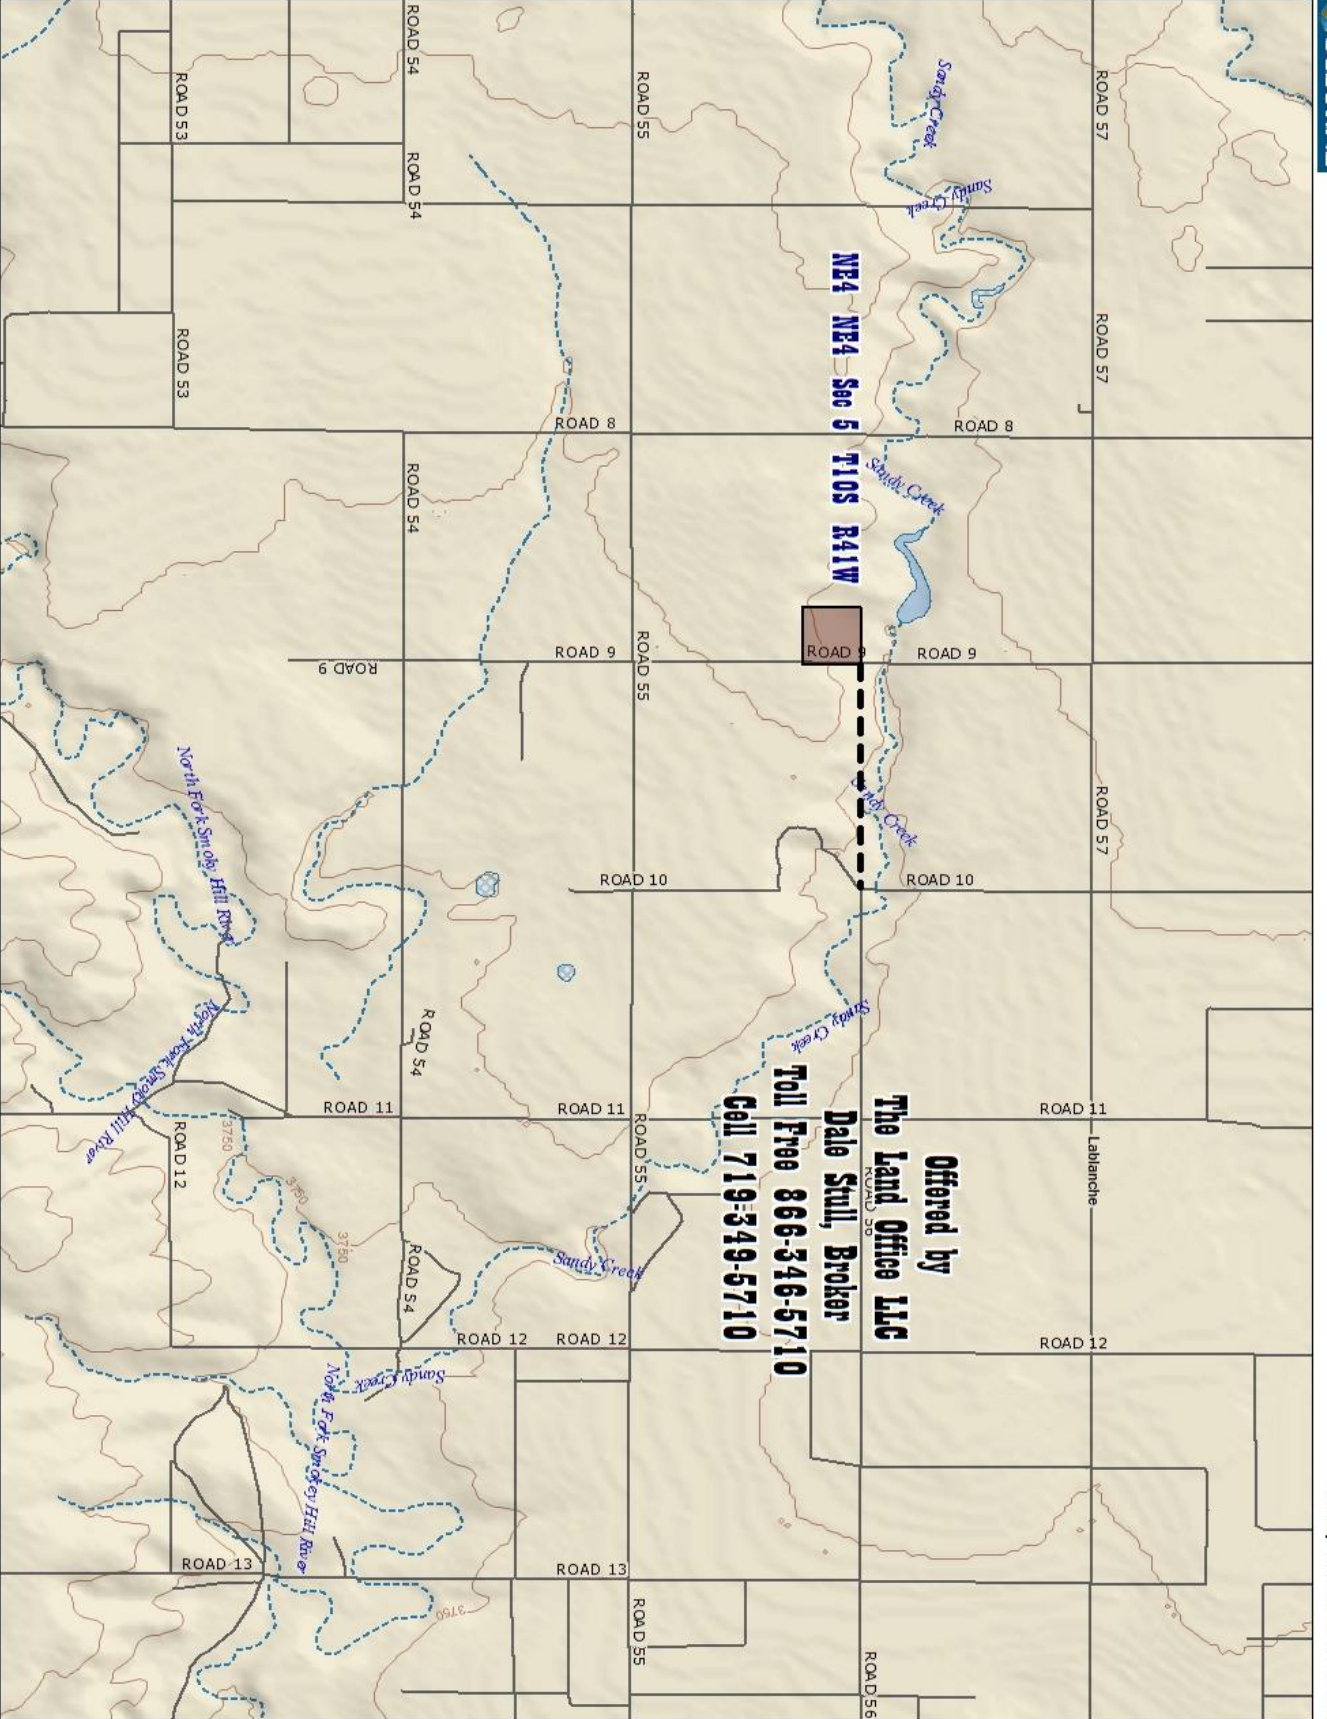 ROAD 54
ROAD 53
ROAD 55
Sandy Creek
ROAD 57
ROAD 54
Sandy Creek
NE4 NE4 Sec 5 T10S R41W
ROAD 53
ROAD 57
ROAD 8
ROAD 8
ROAD 54
Sandy Creek
ROAD 9
ROAD 9
ROAD 55
ROAD 9
ROAD 9
North Fork Smoky Hill River
Sandy Creek
ROAD 57
ROAD 10
ROAD 10
North Fork Smoky Hill River
ROAD 54
Sandy Creek
ROAD 11
ROAD 11
ROAD 11
ROAD 12
3750
3750
3750
ROAD 55
Lablanche
Offered by
The Land Office LLC
ROAD 56
Dale Stull, Broker
Toll Free 866-346-5710
Cell 719-349-5710
ROAD 54
Sandy Creek
ROAD 12
ROAD 12
ROAD 12
Sandy Creek
North Fork Smokey Hill River
ROAD 13
ROAD 13
3750
ROAD 55
ROAD 56